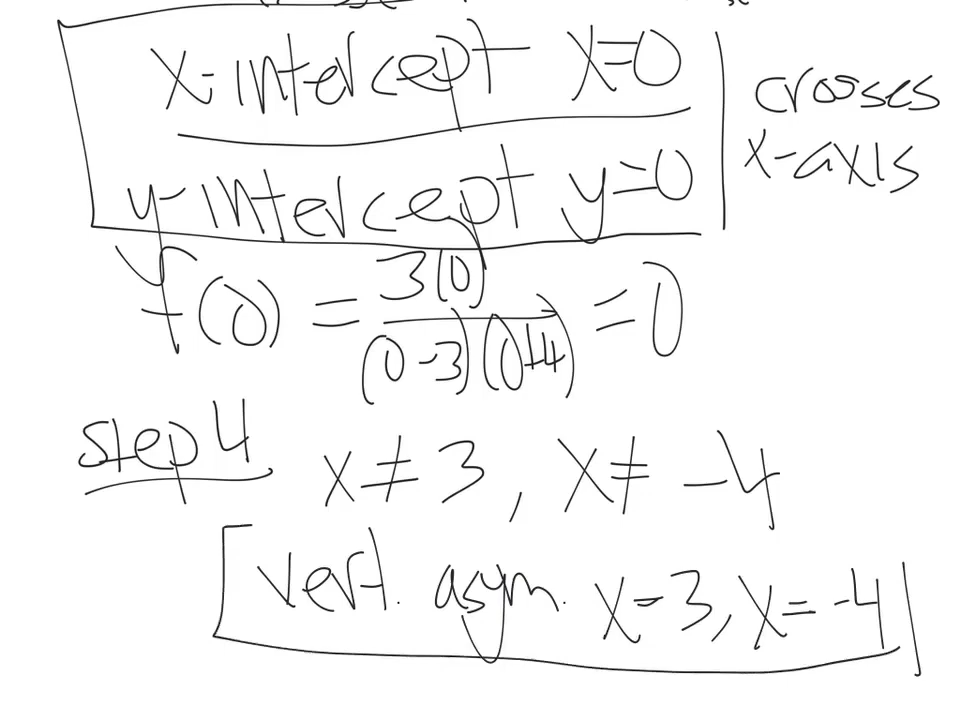 x-intercept x=0
crosses
x-axis
y-intercept y=0
f(0) = 3(0) / (0-3)(0+4) = 0
step 4
x ≠ 3, x ≠ -4
vert. asym. x=3, x=-4